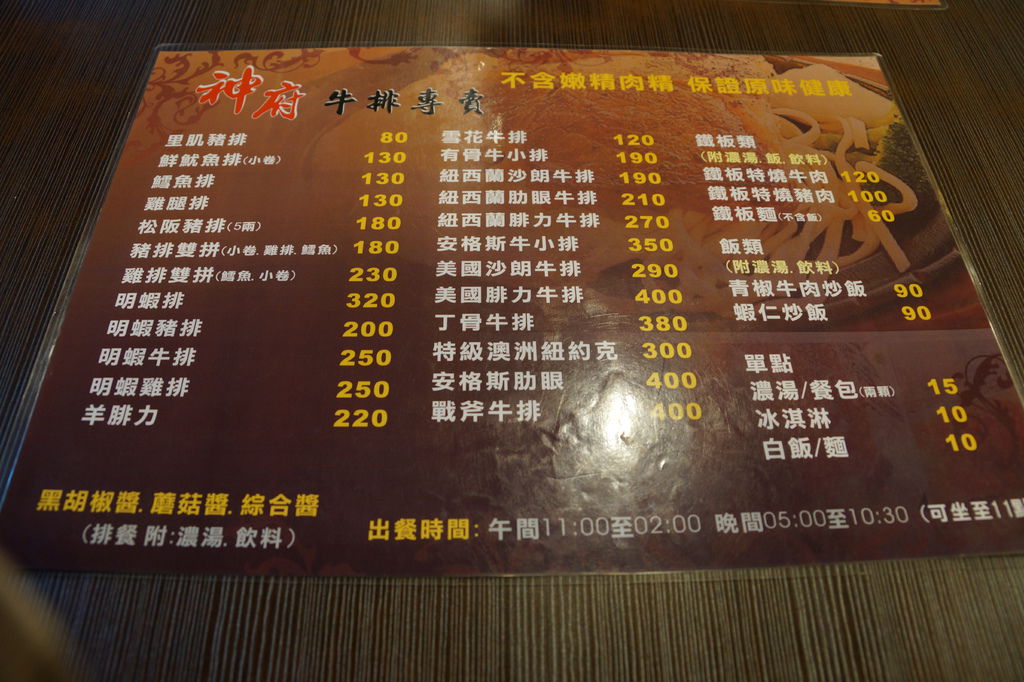 神府 牛排專賣
不含嫩精肉精 保證原味健康
里肌豬排 80
鮮魷魚排(小卷) 130
鱈魚排 130
雞腿排 130
松阪豬排(5兩) 180
豬排雙拼(小卷.雞排.鱈魚) 180
雞排雙拼(鱈魚.小卷) 230
明蝦排 320
明蝦豬排 200
明蝦牛排 250
明蝦雞排 250
羊腓力 220
雪花牛排 120
有骨牛小排 190
紐西蘭沙朗牛排 190
紐西蘭肋眼牛排 210
紐西蘭腓力牛排 270
安格斯牛小排 350
美國沙朗牛排 290
美國腓力牛排 400
丁骨牛排 380
特級澳洲紐約克 300
安格斯肋眼 400
戰斧牛排 400
鐵板類
(附濃湯.飯.飲料)
鐵板特燒牛肉 120
鐵板特燒豬肉 100
鐵板麵(不含飯) 60
飯類
(附濃湯.飲料)
青椒牛肉炒飯 90
蝦仁炒飯 90
單點
濃湯/餐包(兩顆) 15
冰淇淋 10
白飯/麵 10
黑胡椒醬.蘑菇醬.綜合醬
(排餐 附:濃湯.飲料)
出餐時間: 午間11:00至02:00 晚間05:00至10:30 (可坐至11點